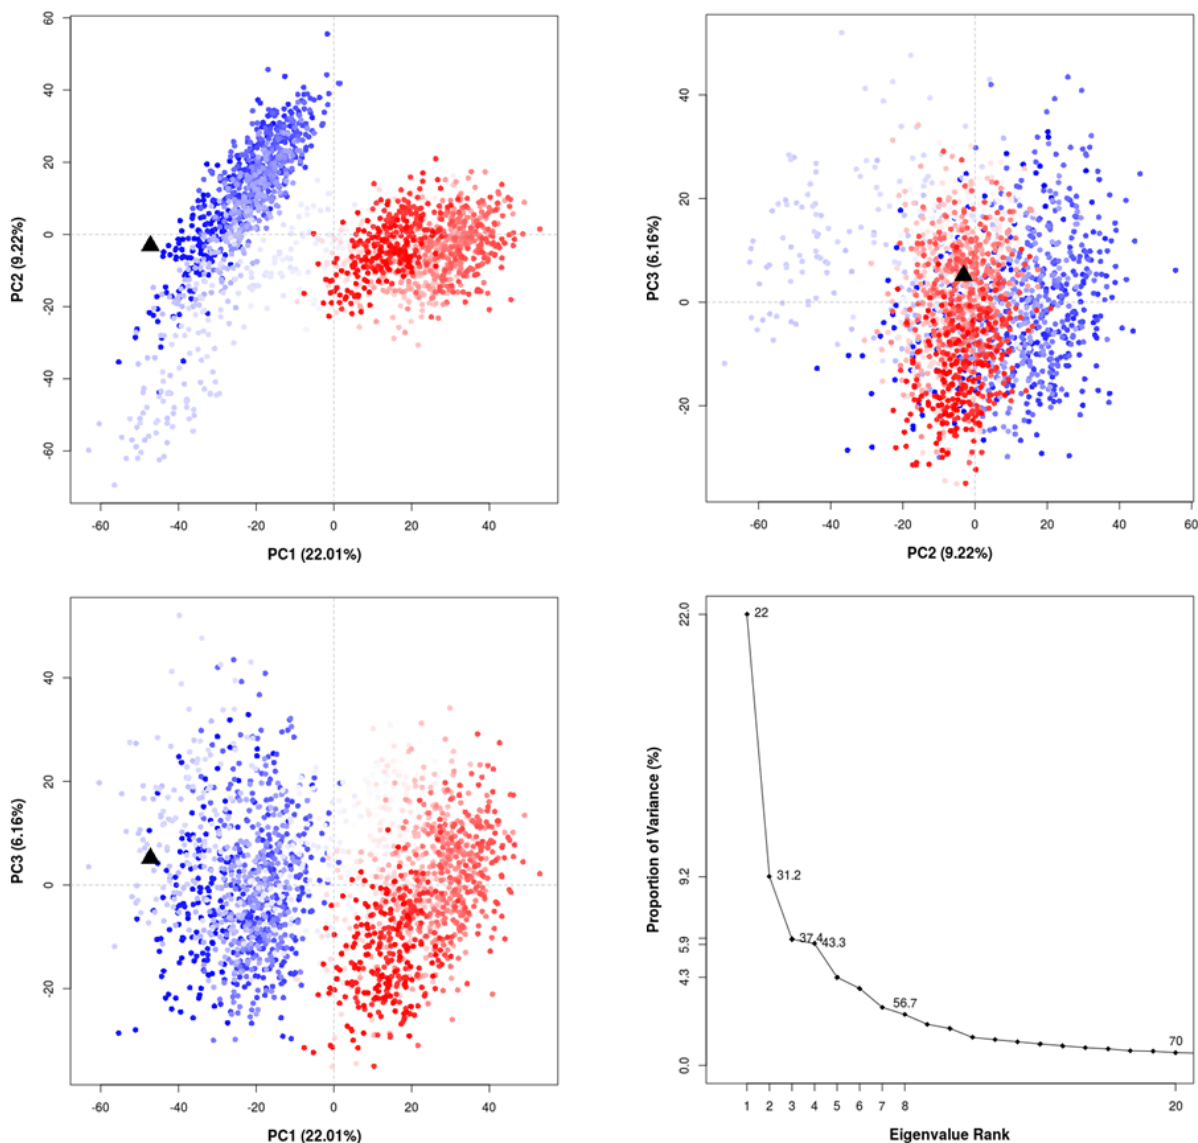 60
40
20
0
-20
-40
-60
PC2 (9.22%)
-60 -40 -20 0 20 40
PC1 (22.01%)
40
20
0
-20
PC3 (6.16%)
-60 -40 -20 0 20 40 60
PC2 (9.22%)
40
20
0
-20
PC3 (6.16%)
-60 -40 -20 0 20 40
PC1 (22.01%)
22.0
9.2
5.9
4.3
0.0
Proportion of Variance (%)
22
31.2
37.4
43.3
56.7
70
1 2 3 4 5 6 7 8 20
Eigenvalue Rank